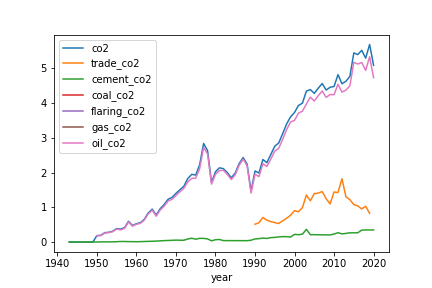 co2
trade_co2
cement_co2
coal_co2
flaring_co2
gas_co2
oil_co2
5
4
3
2
1
0
1940 1950 1960 1970 1980 1990 2000 2010 2020
year